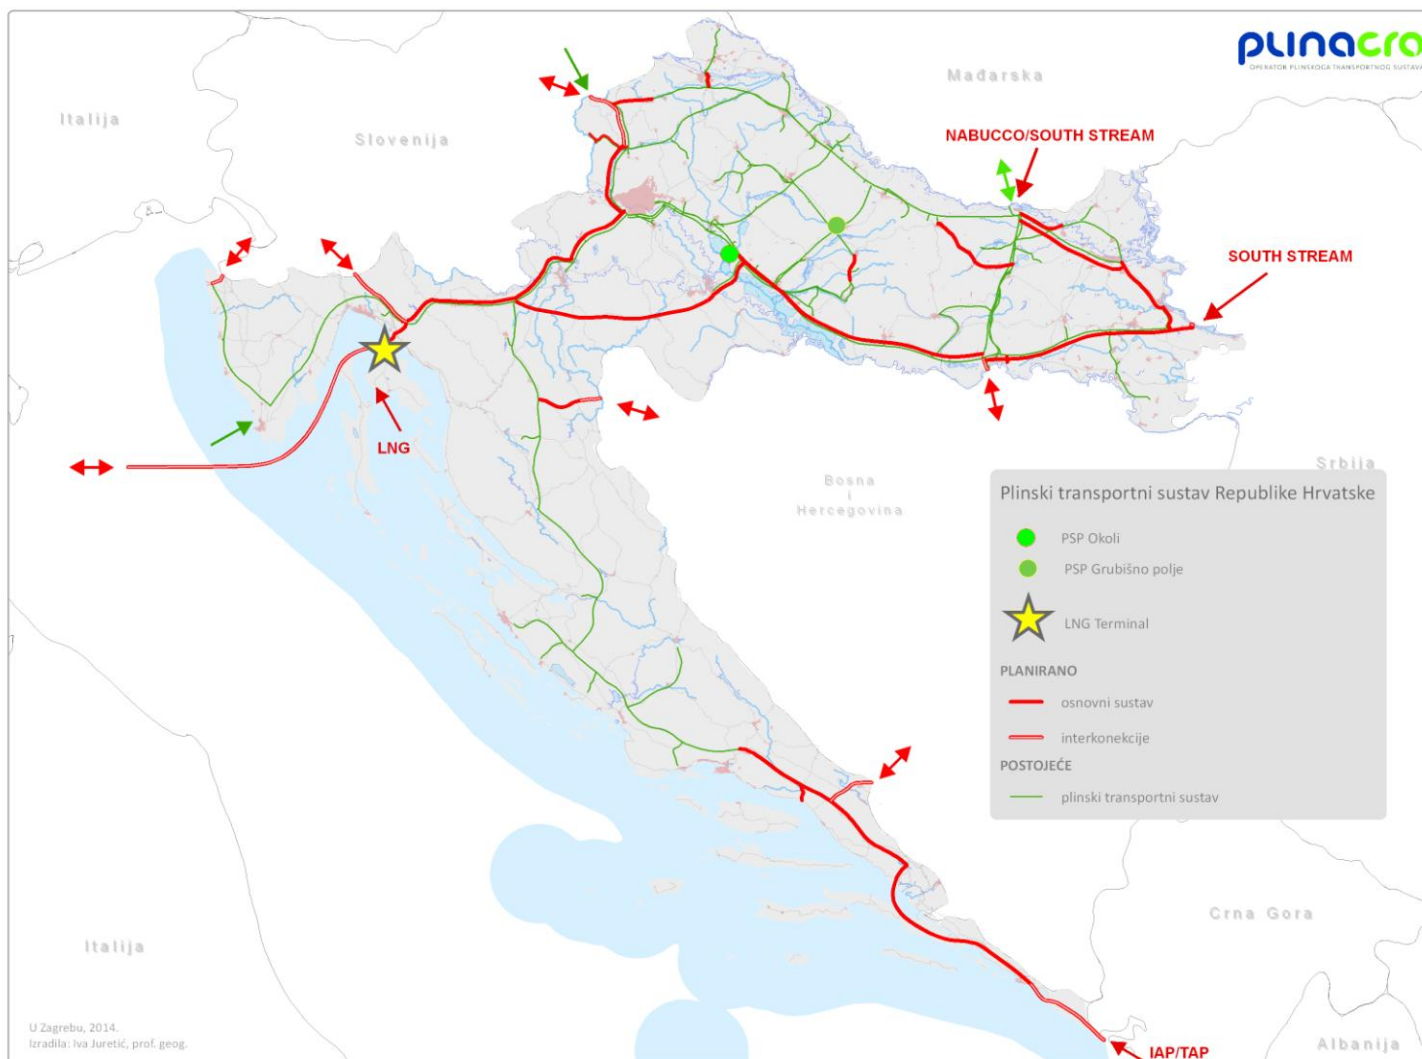 plinacro
OPERATOR PLINSKOGA TRANSPORTNOG SUSTAVA
Mađarska
Italija
Slovenija
NABUCCO/SOUTH STREAM
SOUTH STREAM
LNG
Srbija
Bosna
i
Hercegovina
Plinski transportni sustav Republike Hrvatske
PSP Okoli
PSP Grubišno polje
LNG Terminal
PLANIRANO
osnovni sustav
interkonekcije
POSTOJEĆE
plinski transportni sustav
Crna Gora
Italija
U Zagrebu, 2014.
Izradila: Iva Juretić, prof. geog.
Albanija
IAP/TAP